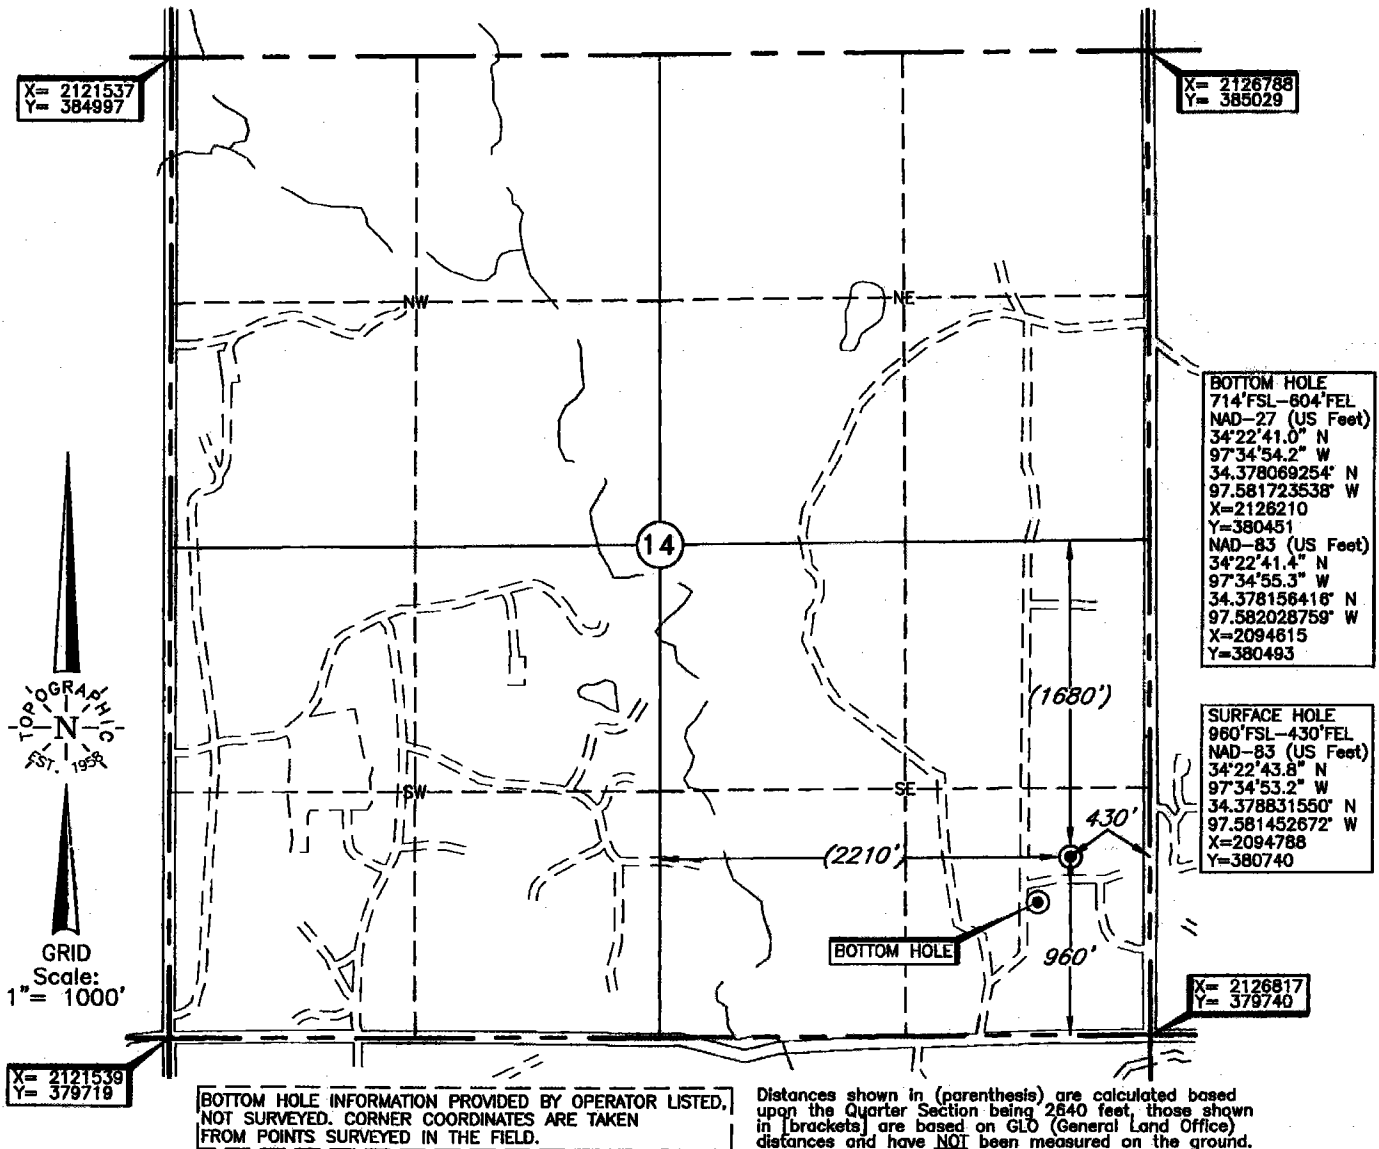 X= 2121537
Y= 384997
X= 2126788
Y= 385029
NW
NE
BOTTOM HOLE
714'FSL-604'FEL
NAD-27 (US Feet)
34°22'41.0" N
97°34'54.2" W
34.378069254° N
97.581723538° W
X=2126210
Y=380451
NAD-83 (US Feet)
34°22'41.4" N
97°34'55.3" W
34.378156416° N
97.582028759° W
X=2094615
Y=380493
14
(1680')
TOPOGRAPHIC
N
EST. 1958
SURFACE HOLE
960'FSL-430'FEL
NAD-83 (US Feet)
34°22'43.8" N
97°34'53.2" W
34.378831550° N
97.581452672° W
X=2094788
Y=380740
SW
SE
430'
(2210')
BOTTOM HOLE
960'
GRID
Scale:
1"= 1000'
X= 2126817
Y= 379740
X= 2121539
Y= 379719
BOTTOM HOLE INFORMATION PROVIDED BY OPERATOR LISTED,
NOT SURVEYED. CORNER COORDINATES ARE TAKEN
FROM POINTS SURVEYED IN THE FIELD.
Distances shown in (parenthesis) are calculated based
upon the Quarter Section being 2640 feet, those shown
in [brackets] are based on GLO (General Land Office)
distances and have NOT been measured on the ground.